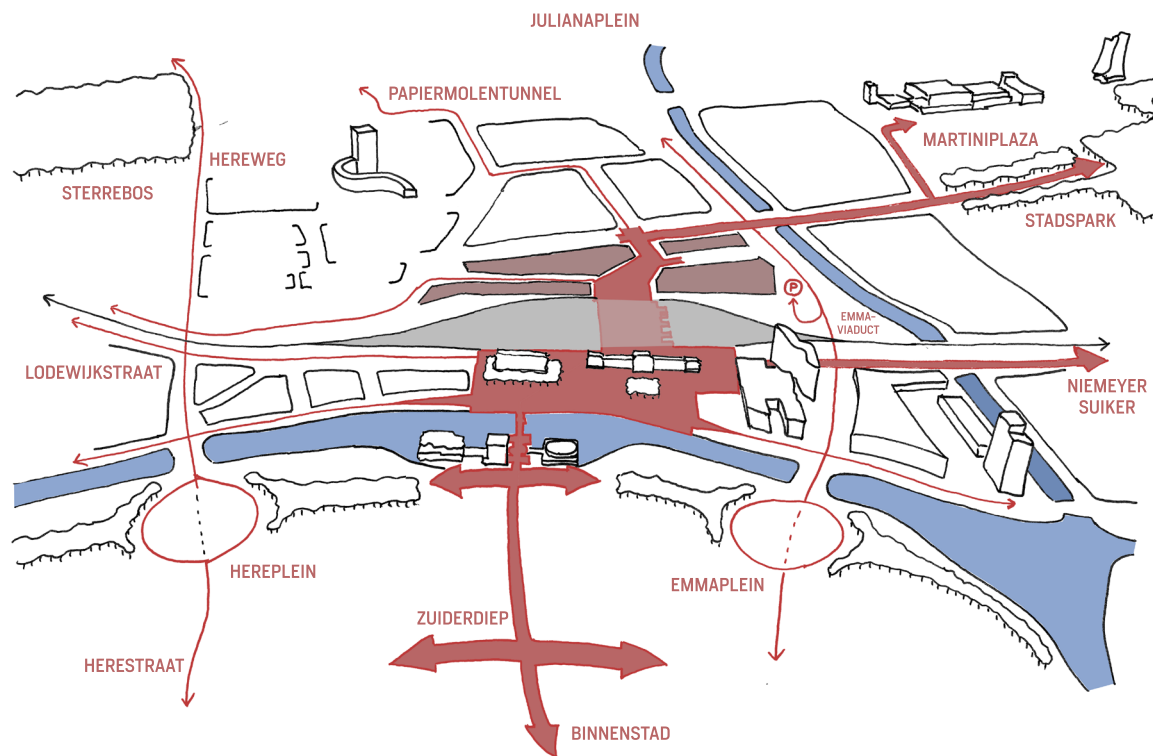 JULIANAPLEIN
PAPIERMOLENTUNNEL
HEREWEG
STERREBOS
MARTINIPLAZA
STADSPARK
P
EMMA-
VIADUCT
LODEWIJKSTRAAT
NIEMEYER
SUIKER
HEREPLEIN
EMMAPLEIN
ZUIDERDIEP
HERESTRAAT
BINNENSTAD